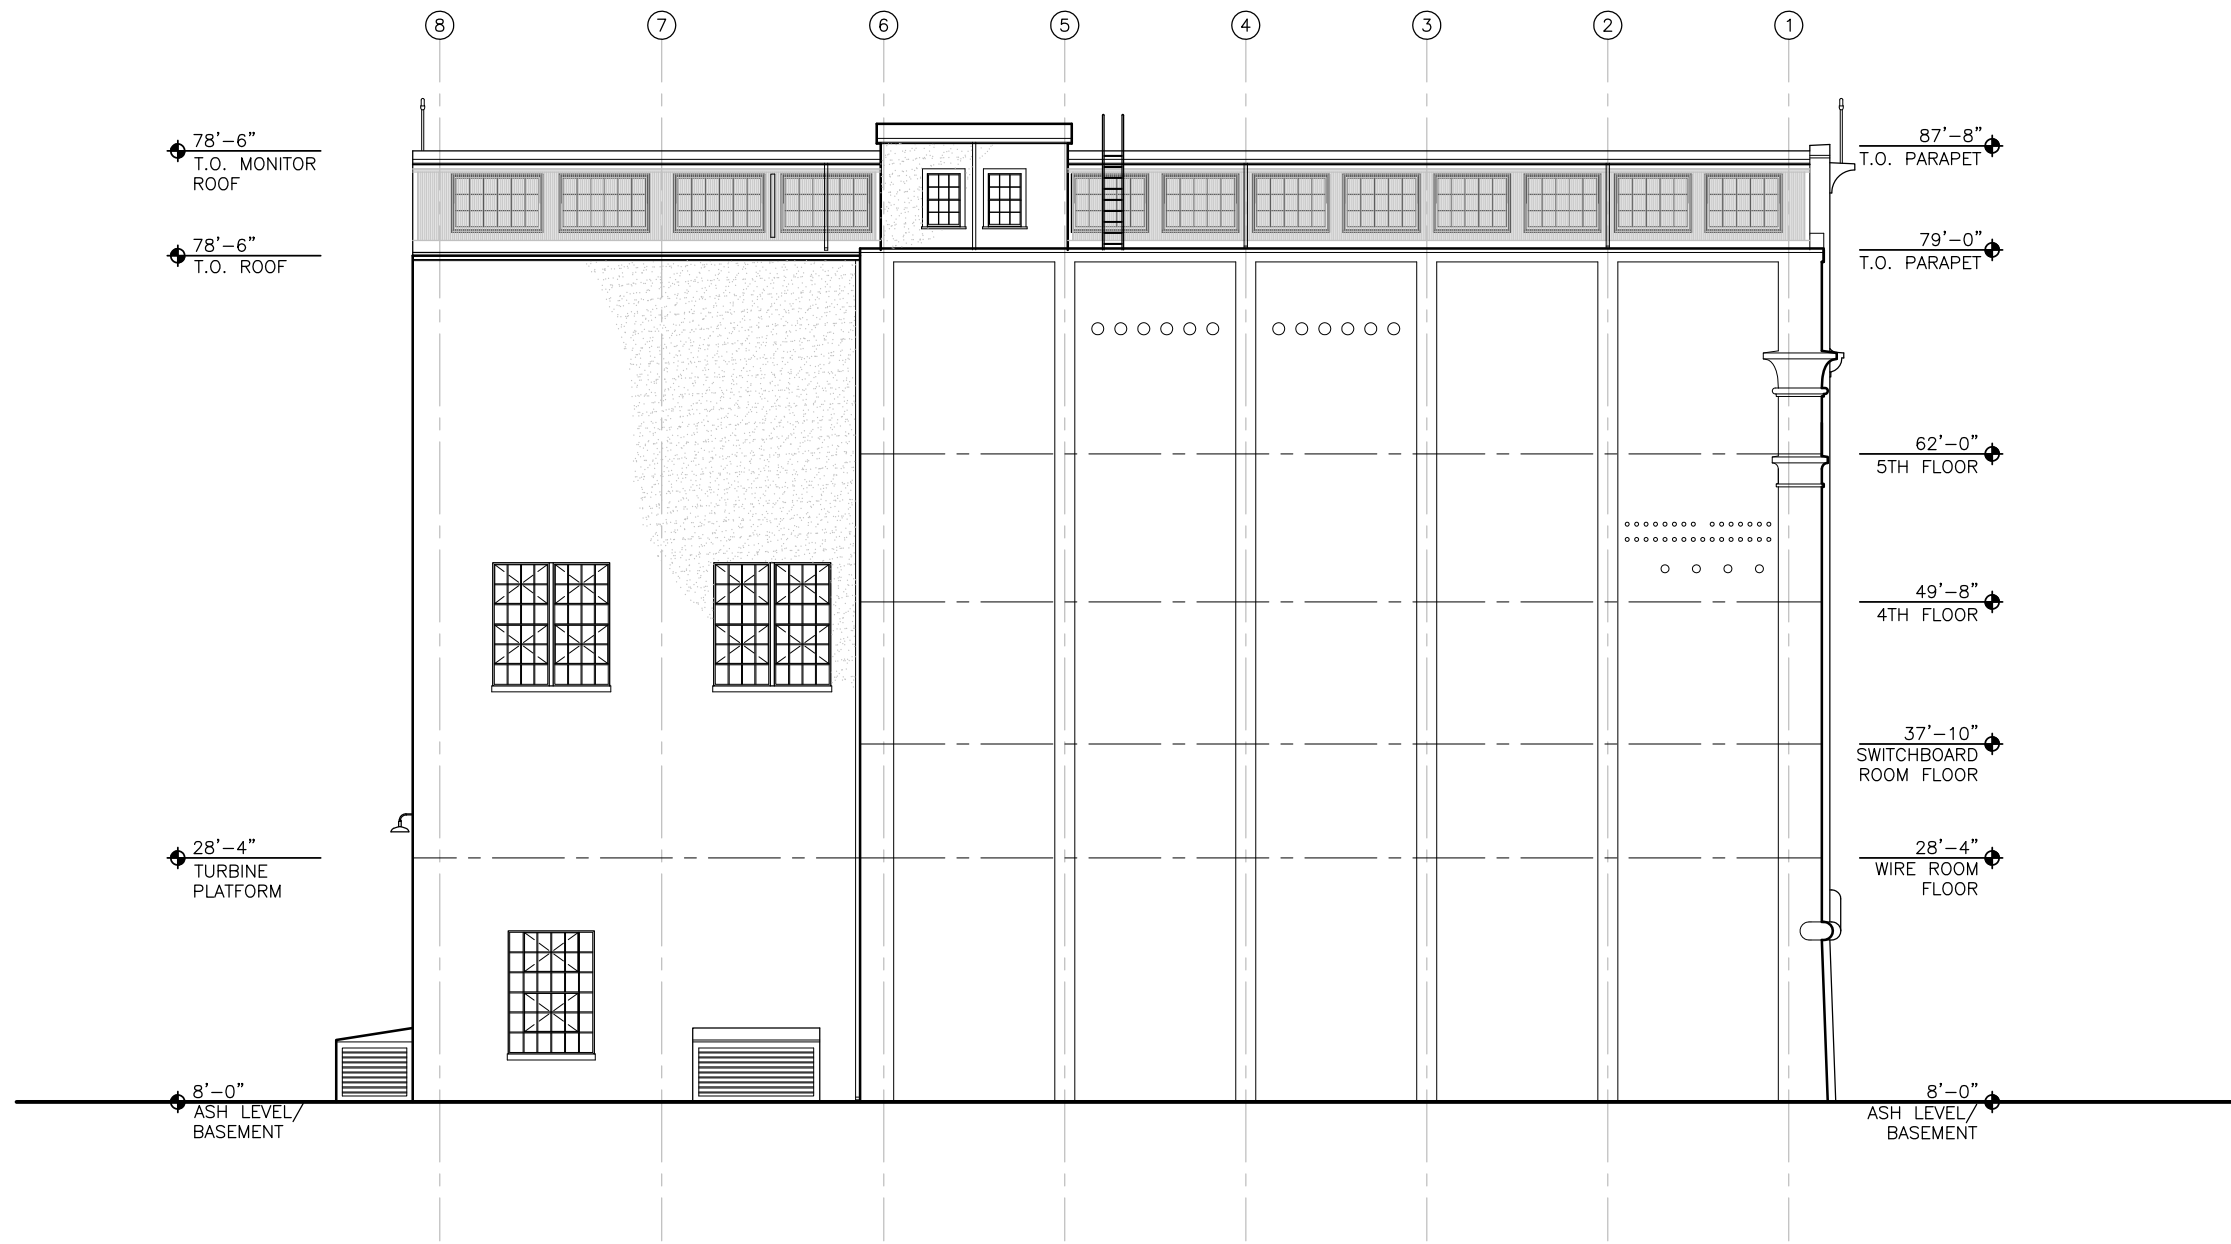 8 7 6 5 4 3 2 1
78'-6"
T.O. MONITOR
ROOF
78'-6"
T.O. ROOF
28'-4"
TURBINE
PLATFORM
8'-0"
ASH LEVEL/
BASEMENT
87'-8"
T.O. PARAPET
79'-0"
T.O. PARAPET
62'-0"
5TH FLOOR
49'-8"
4TH FLOOR
37'-10"
SWITCHBOARD
ROOM FLOOR
28'-4"
WIRE ROOM
FLOOR
8'-0"
ASH LEVEL/
BASEMENT